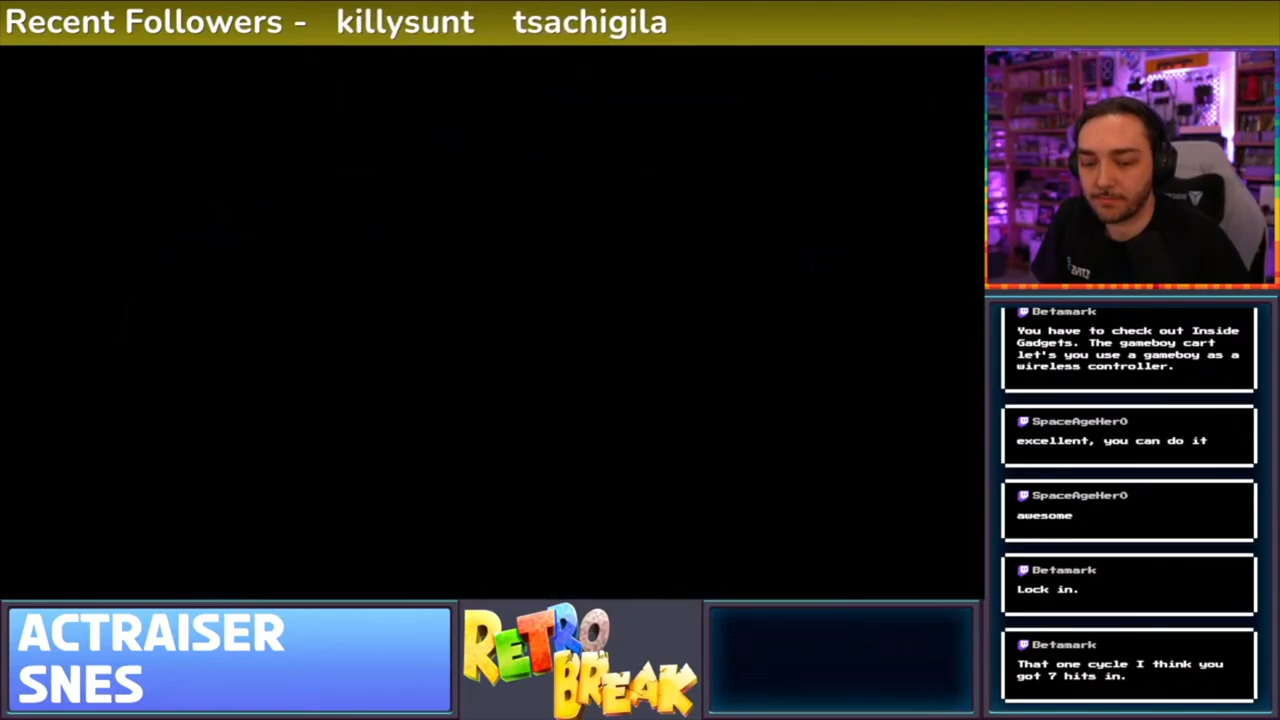 Recent Followers - killysunt tsachigila
Betamark
You have to check out Inside
Gadgets. The gameboy cart
let's you use a gameboy as a
wireless controller.
SpaceAgeHer0
excellent, you can do it
SpaceAgeHer0
awesome
Betamark
Lock in.
Betamark
That one cycle I think you
got 7 hits in.
ACTRAISER
SNES
RETRO
BREAK